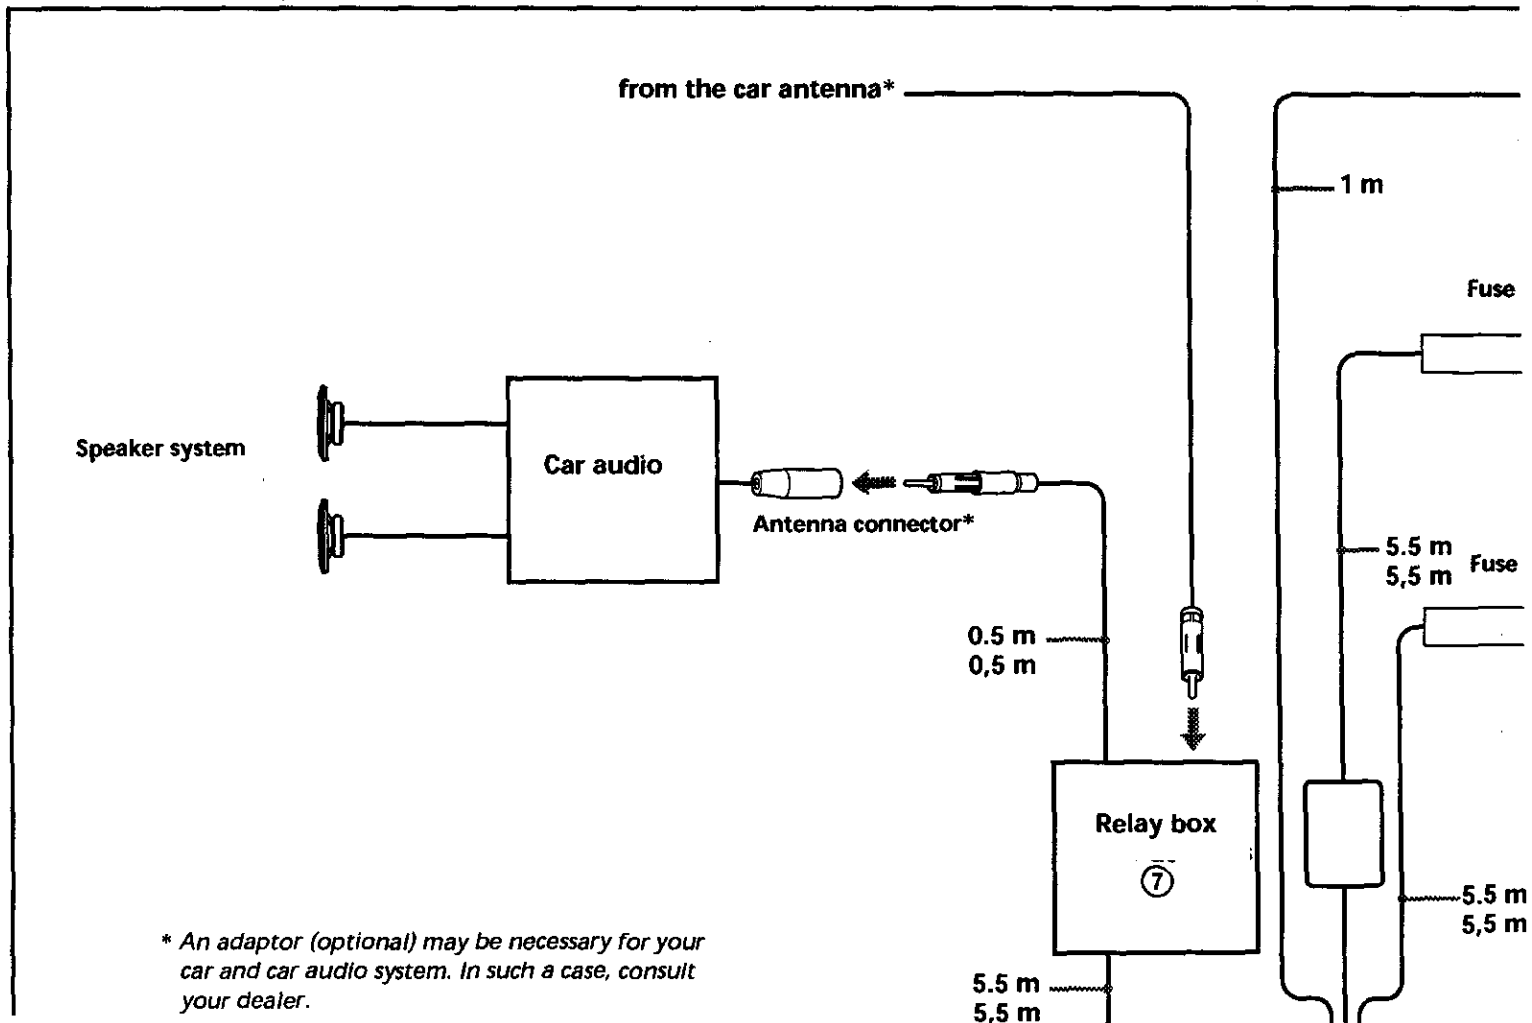 from the car antenna*
1 m
Fuse
Speaker system
Car audio
Antenna connector*
5.5 m
5,5 m
Fuse
0.5 m
0,5 m
Relay box
⑦
5.5 m
5,5 m
* An adaptor (optional) may be necessary for your
car and car audio system. In such a case, consult
your dealer.
5.5 m
5,5 m